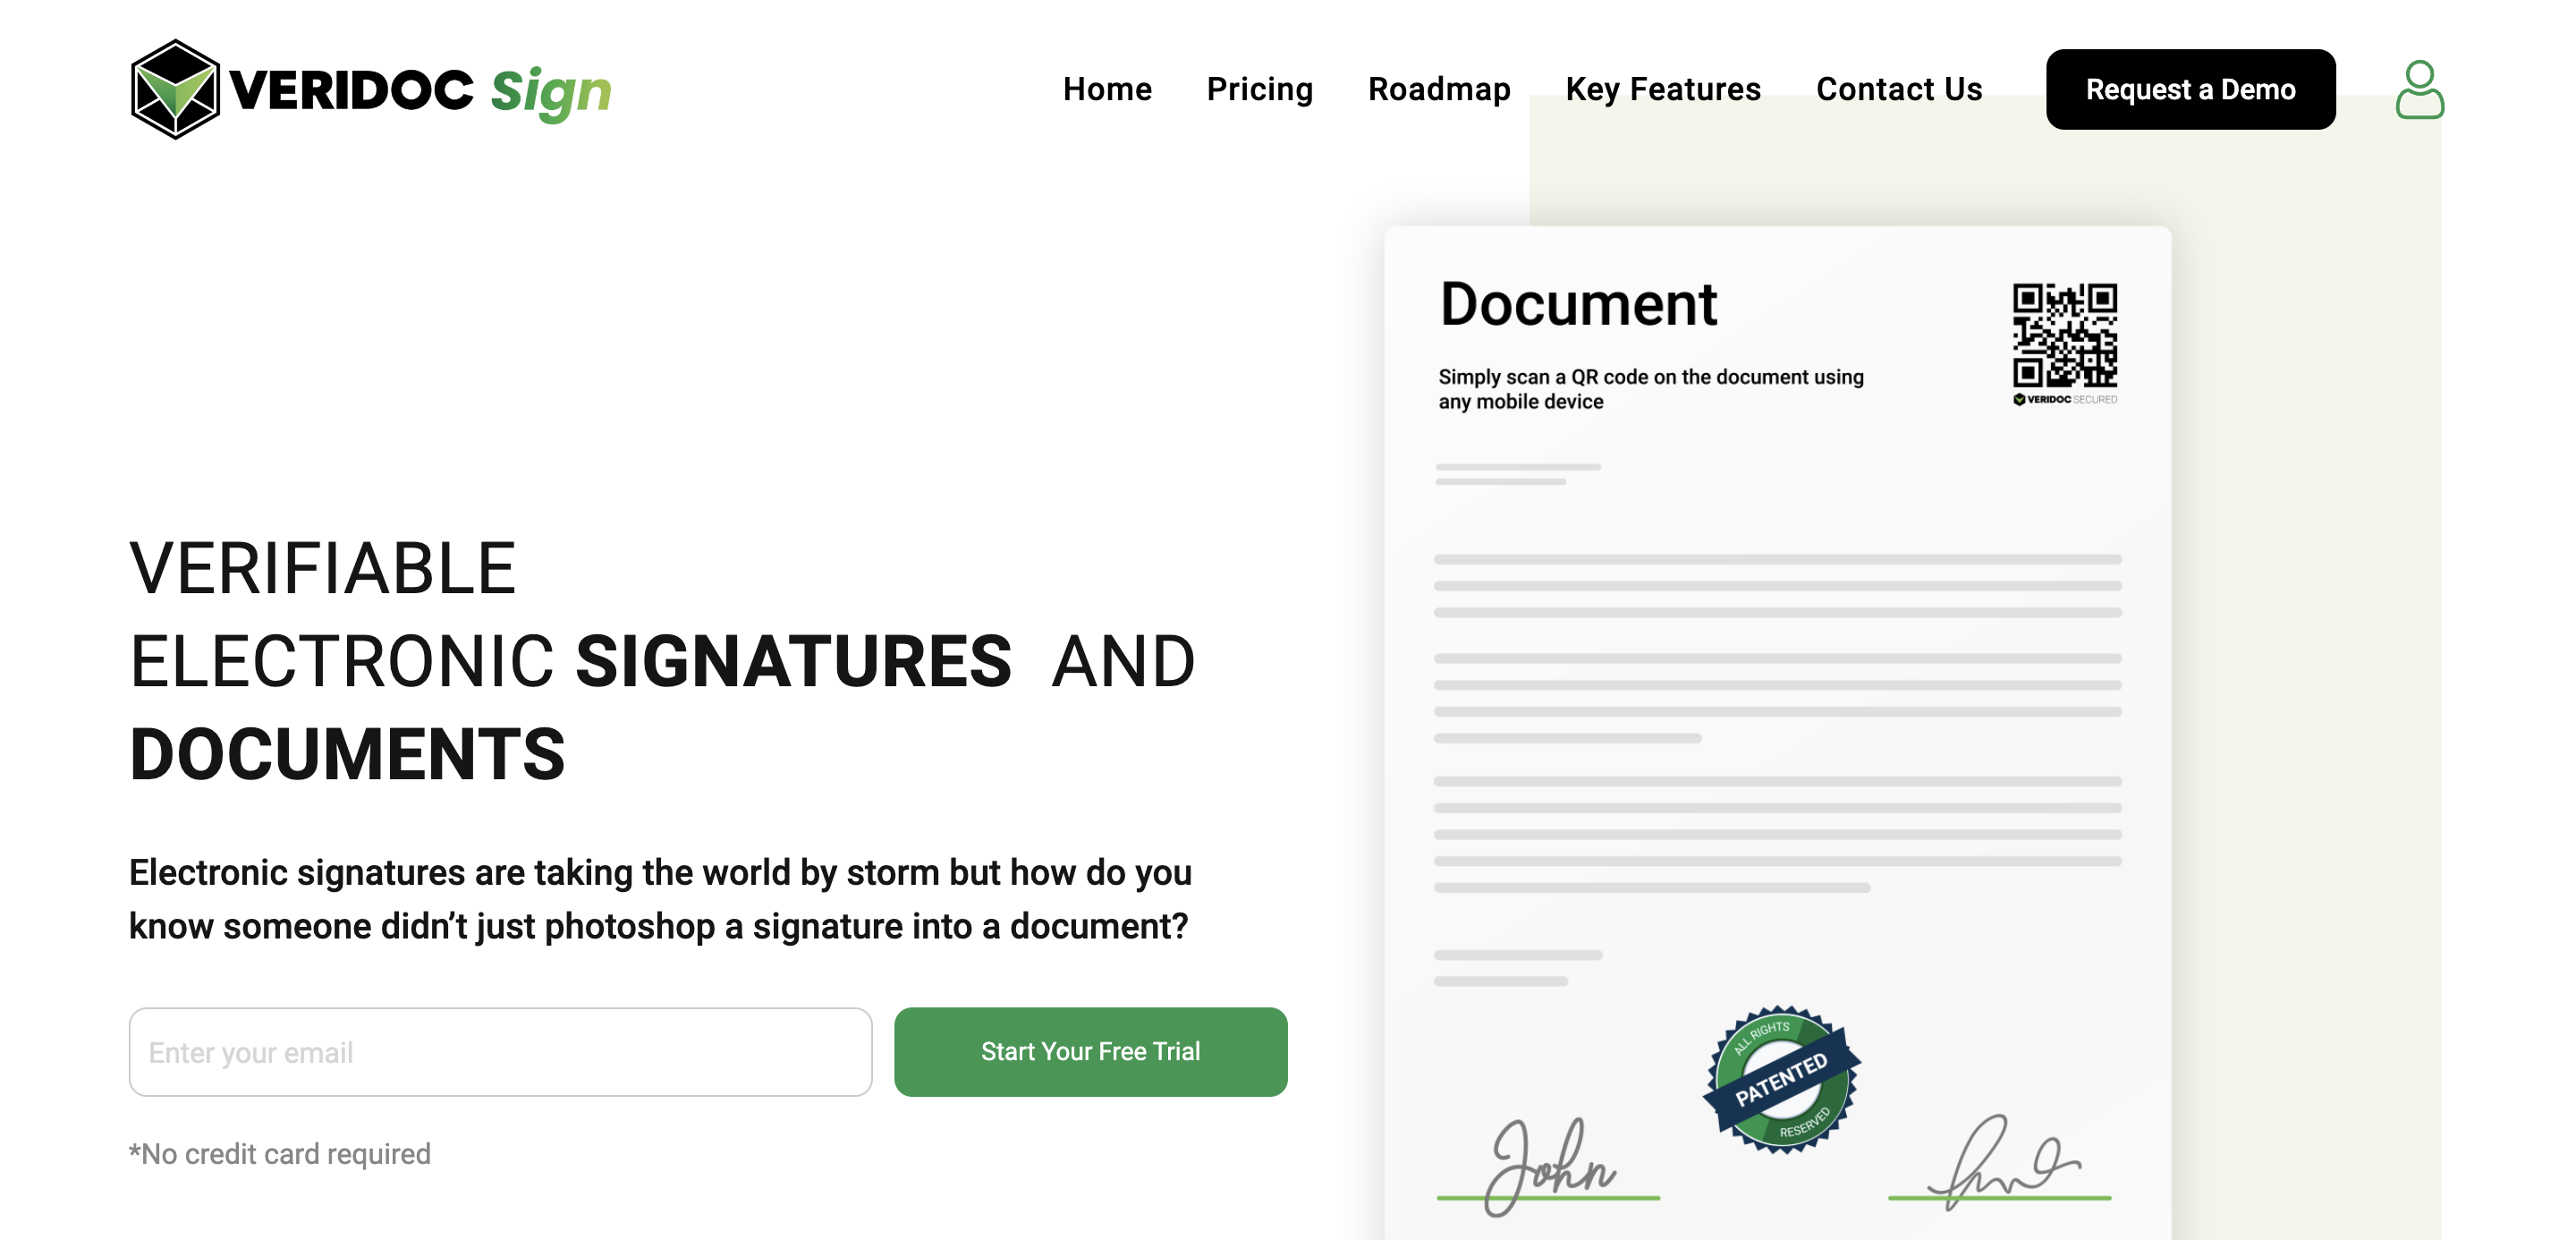 VERIDOC Sign
Home Pricing Roadmap Key Features Contact Us Request a Demo
VERIFIABLE
ELECTRONIC SIGNATURES AND
DOCUMENTS
Electronic signatures are taking the world by storm but how do you
know someone didn’t just photoshop a signature into a document?
Enter your email
Start Your Free Trial
*No credit card required
Document
Simply scan a QR code on the document using
any mobile device
VERIDOC SECURED
ALL RIGHTS
PATENTED
RESERVED
John